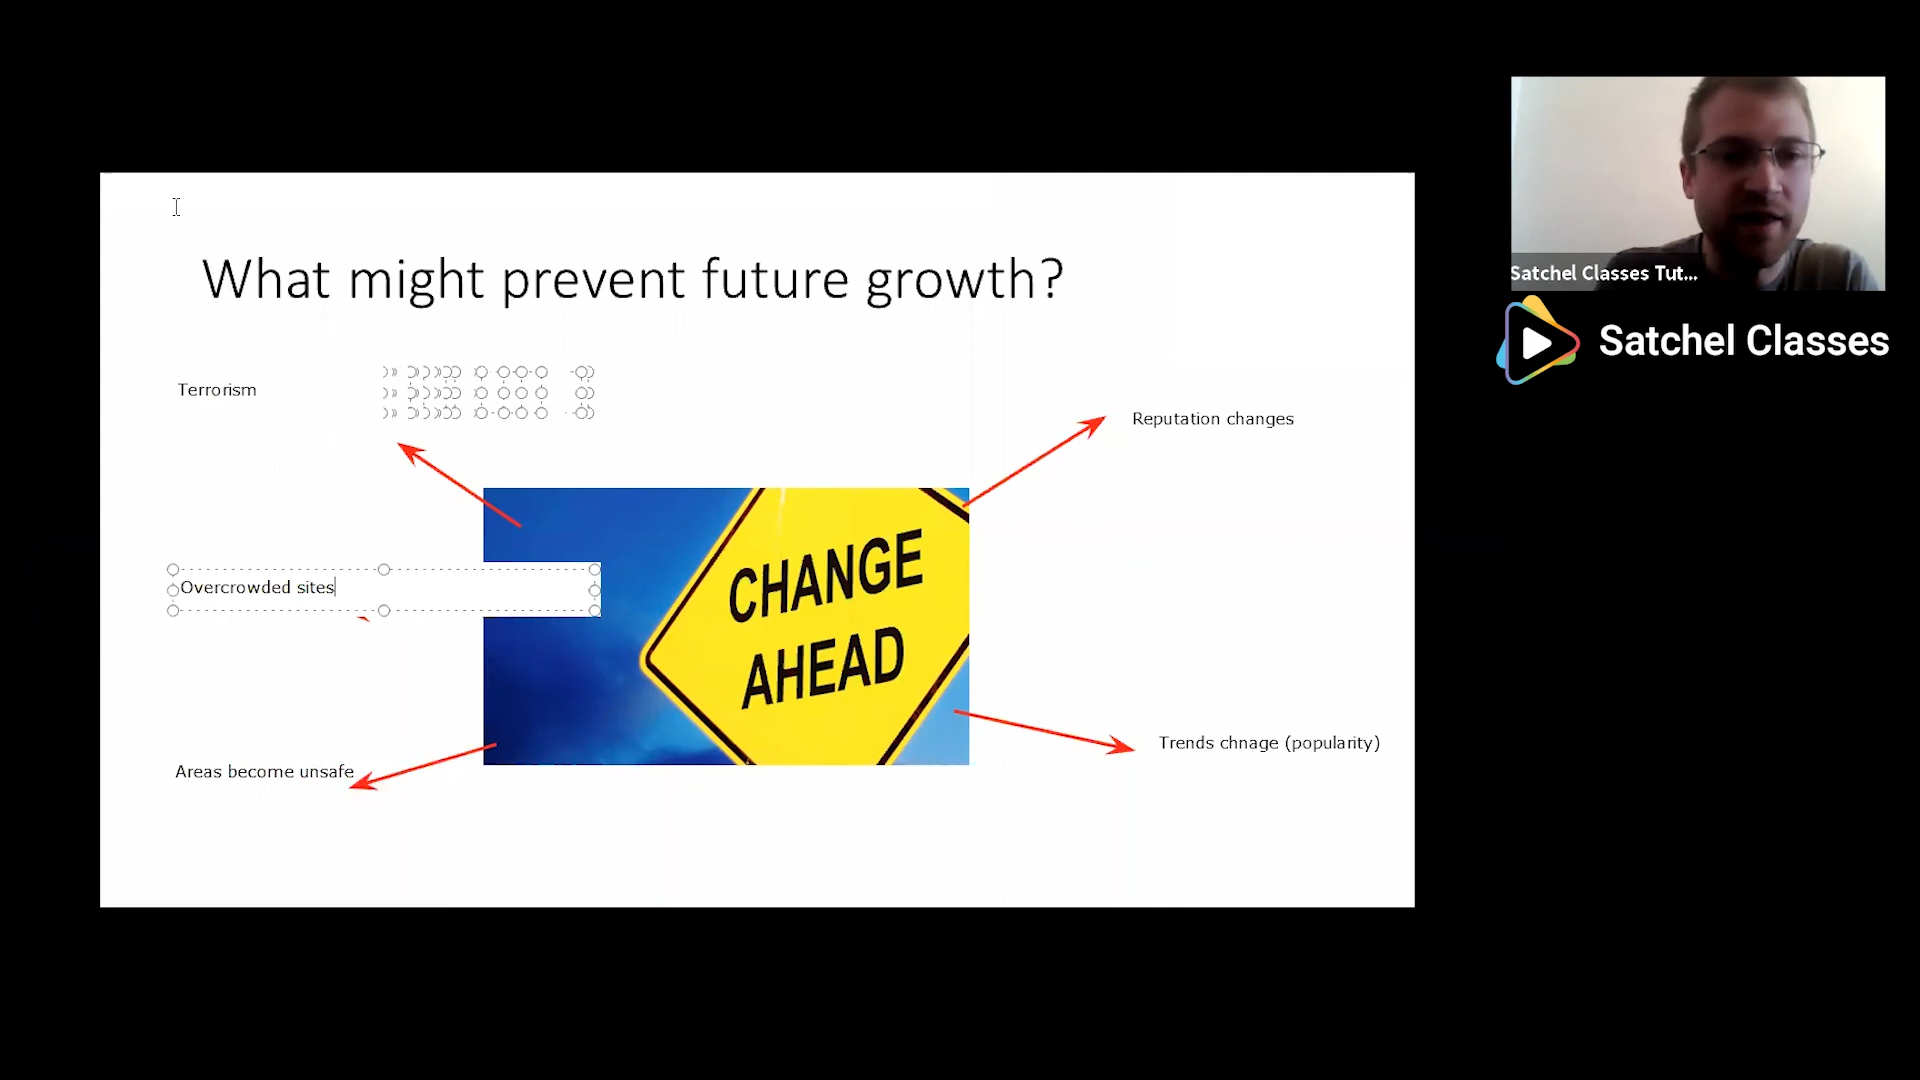 What might prevent future growth?
Terrorism
Reputation changes
Overcrowded sites
CHANGE
AHEAD
Areas become unsafe
Trends chnage (popularity)
Satchel Classes Tut...
Satchel Classes